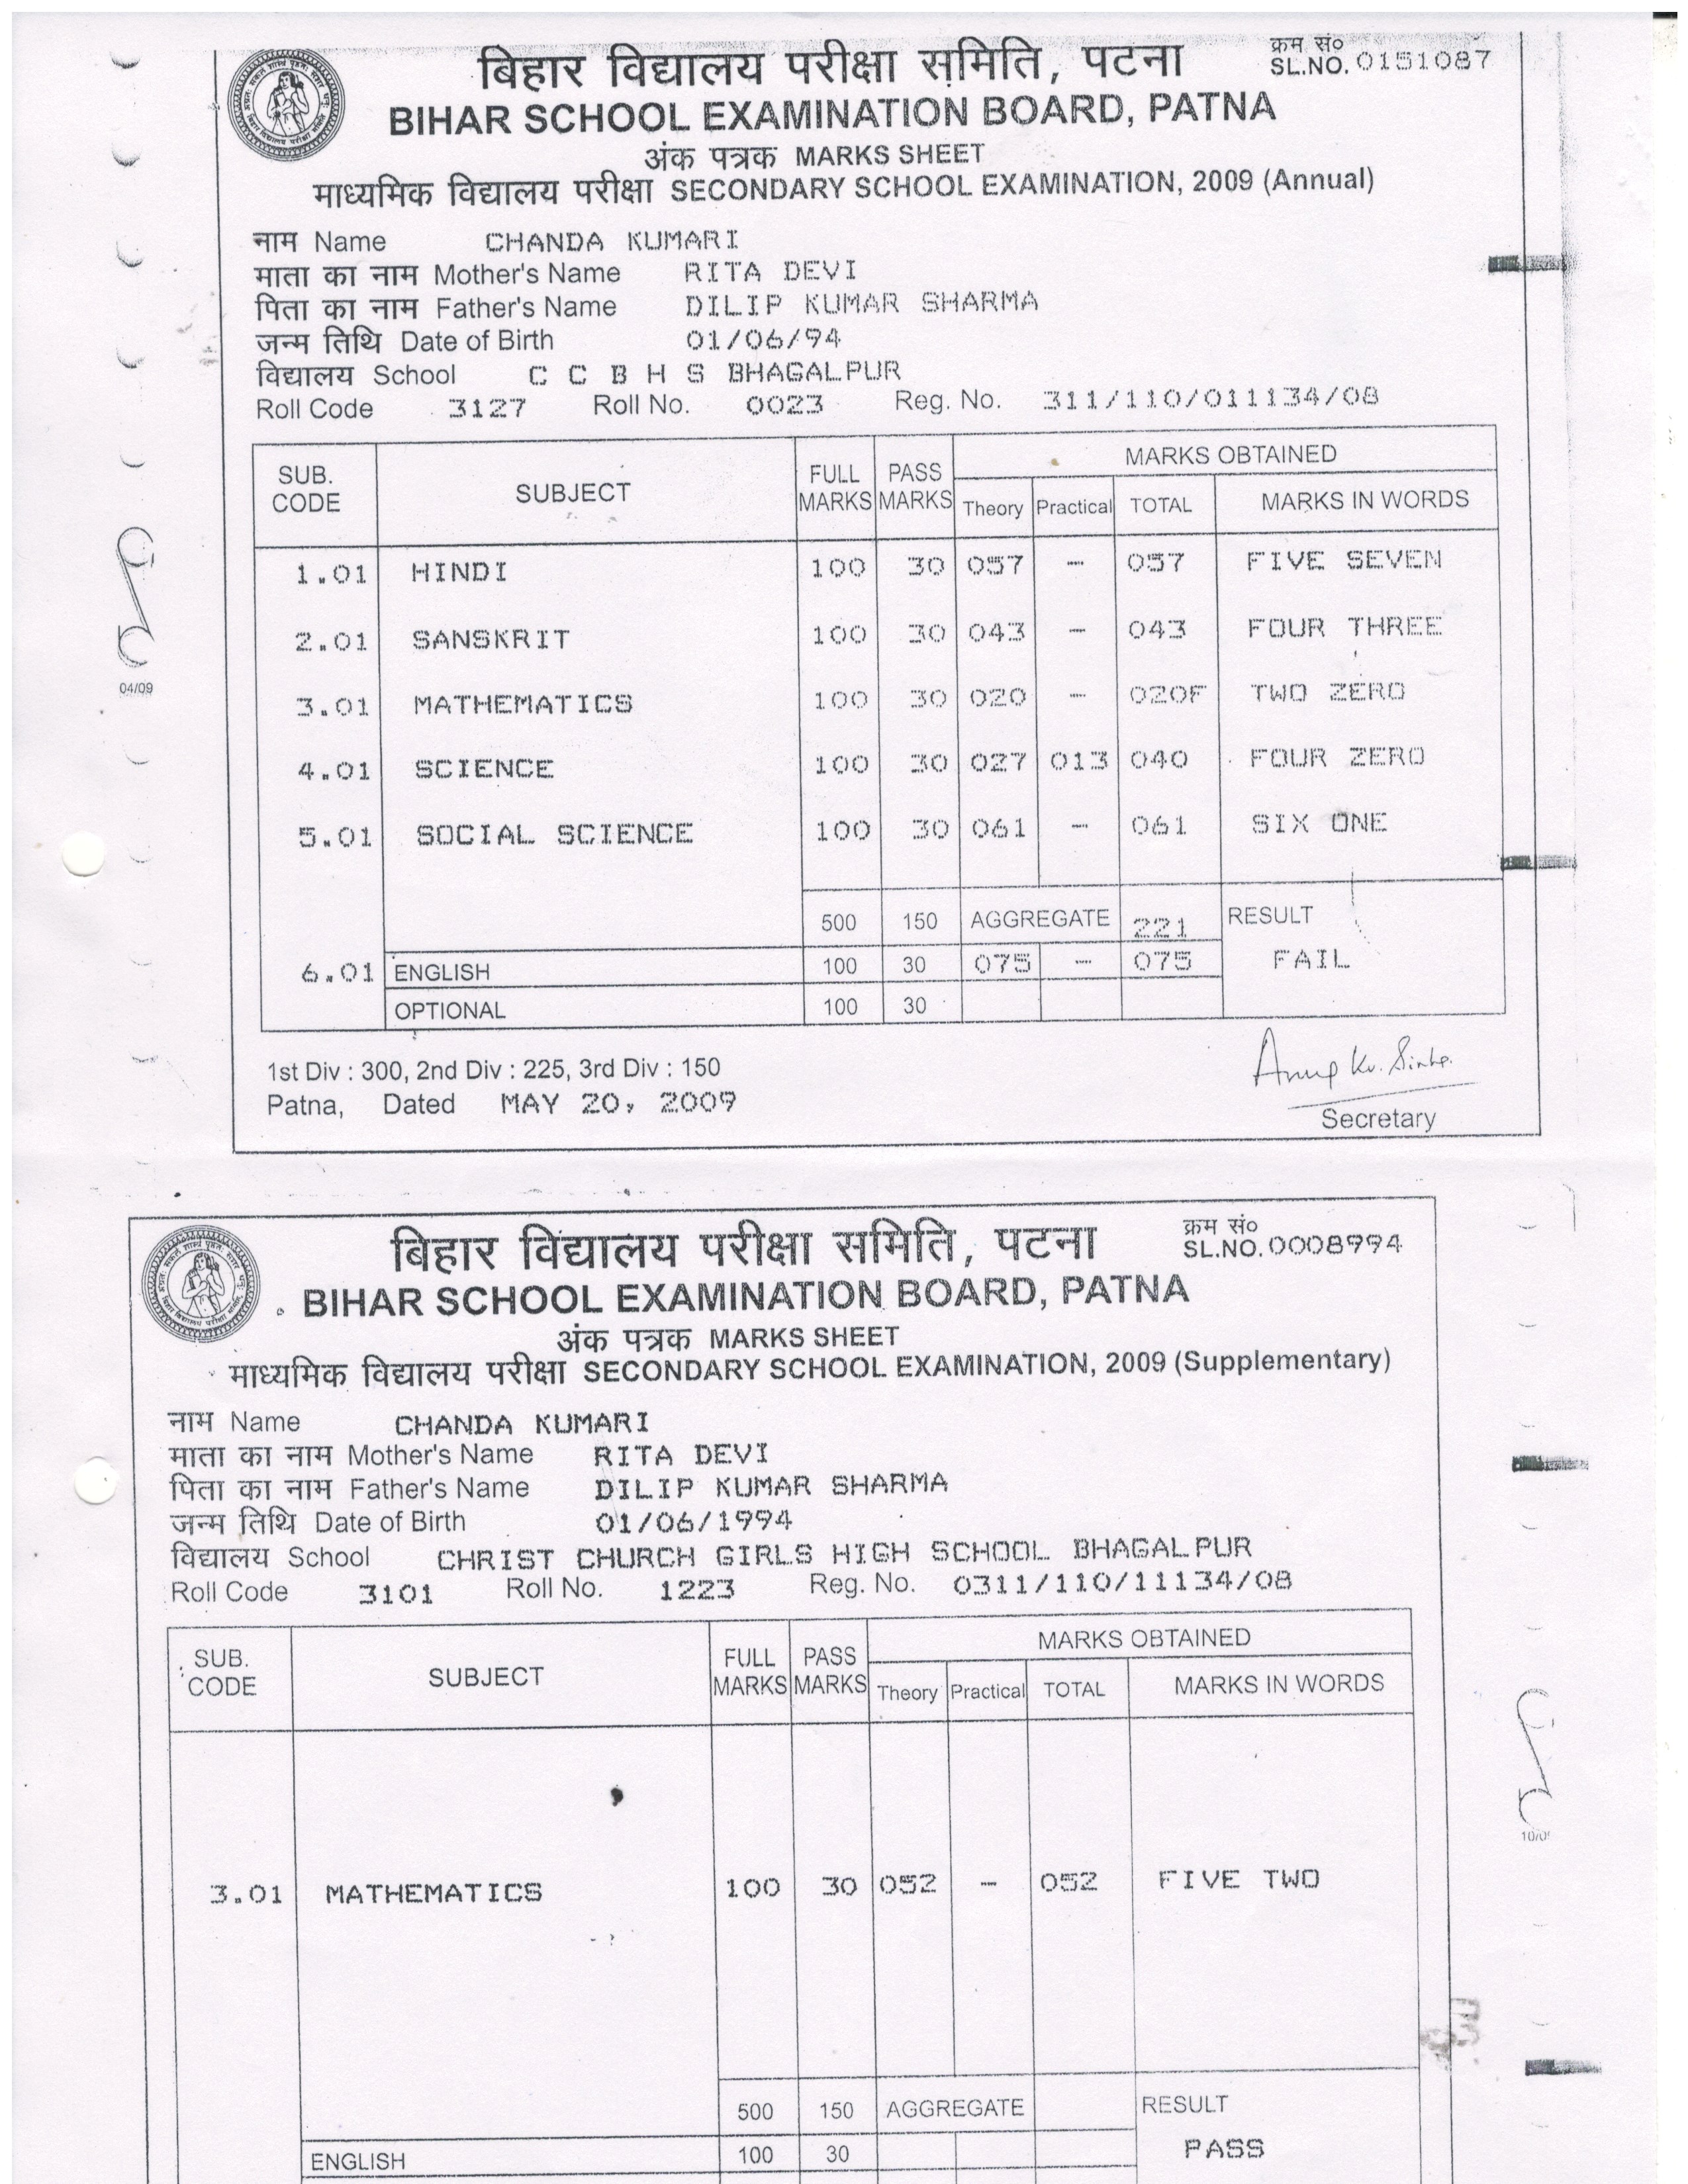 बिहार विद्यालय परीक्षा समिति, पटना
क्रम सं०
SL.NO. 0151087
BIHAR SCHOOL EXAMINATION BOARD, PATNA
अंक पत्रक MARKS SHEET
माध्यमिक विद्यालय परीक्षा SECONDARY SCHOOL EXAMINATION, 2009 (Annual)
नाम Name CHANDA KUMARI
माता का नाम Mother's Name RITA DEVI
पिता का नाम Father's Name DILIP KUMAR SHARMA
जन्म तिथि Date of Birth 01/06/94
विद्यालय School C C B H S BHAGALPUR
Roll Code 3127 Roll No. 0023 Reg. No. 311/110/011134/08
SUB. CODE SUBJECT FULL MARKS PASS MARKS MARKS OBTAINED
Theory Practical TOTAL MARKS IN WORDS
1.01 HINDI 100 30 057 - 057 FIVE SEVEN
2.01 SANSKRIT 100 30 043 - 043 FOUR THREE
3.01 MATHEMATICS 100 30 020 - 020F TWO ZERO
4.01 SCIENCE 100 30 027 013 040 FOUR ZERO
5.01 SOCIAL SCIENCE 100 30 061 - 061 SIX ONE
500 150 AGGREGATE 221 RESULT
6.01 ENGLISH 100 30 075 - 075 FAIL
OPTIONAL 100 30
04/09
1st Div : 300, 2nd Div : 225, 3rd Div : 150
Patna, Dated MAY 20, 2009
Anup Kr. Sinha
Secretary
बिहार विद्यालय परीक्षा समिति, पटना
क्रम सं०
SL.NO. 0008994
BIHAR SCHOOL EXAMINATION BOARD, PATNA
अंक पत्रक MARKS SHEET
माध्यमिक विद्यालय परीक्षा SECONDARY SCHOOL EXAMINATION, 2009 (Supplementary)
नाम Name CHANDA KUMARI
माता का नाम Mother's Name RITA DEVI
पिता का नाम Father's Name DILIP KUMAR SHARMA
जन्म तिथि Date of Birth 01/06/1994
विद्यालय School CHRIST CHURCH GIRLS HIGH SCHOOL BHAGALPUR
Roll Code 3101 Roll No. 1223 Reg. No. 0311/110/11134/08
SUB. CODE SUBJECT FULL MARKS PASS MARKS MARKS OBTAINED
Theory Practical TOTAL MARKS IN WORDS
3.01 MATHEMATICS 100 30 052 - 052 FIVE TWO
500 150 AGGREGATE RESULT
ENGLISH 100 30 PASS